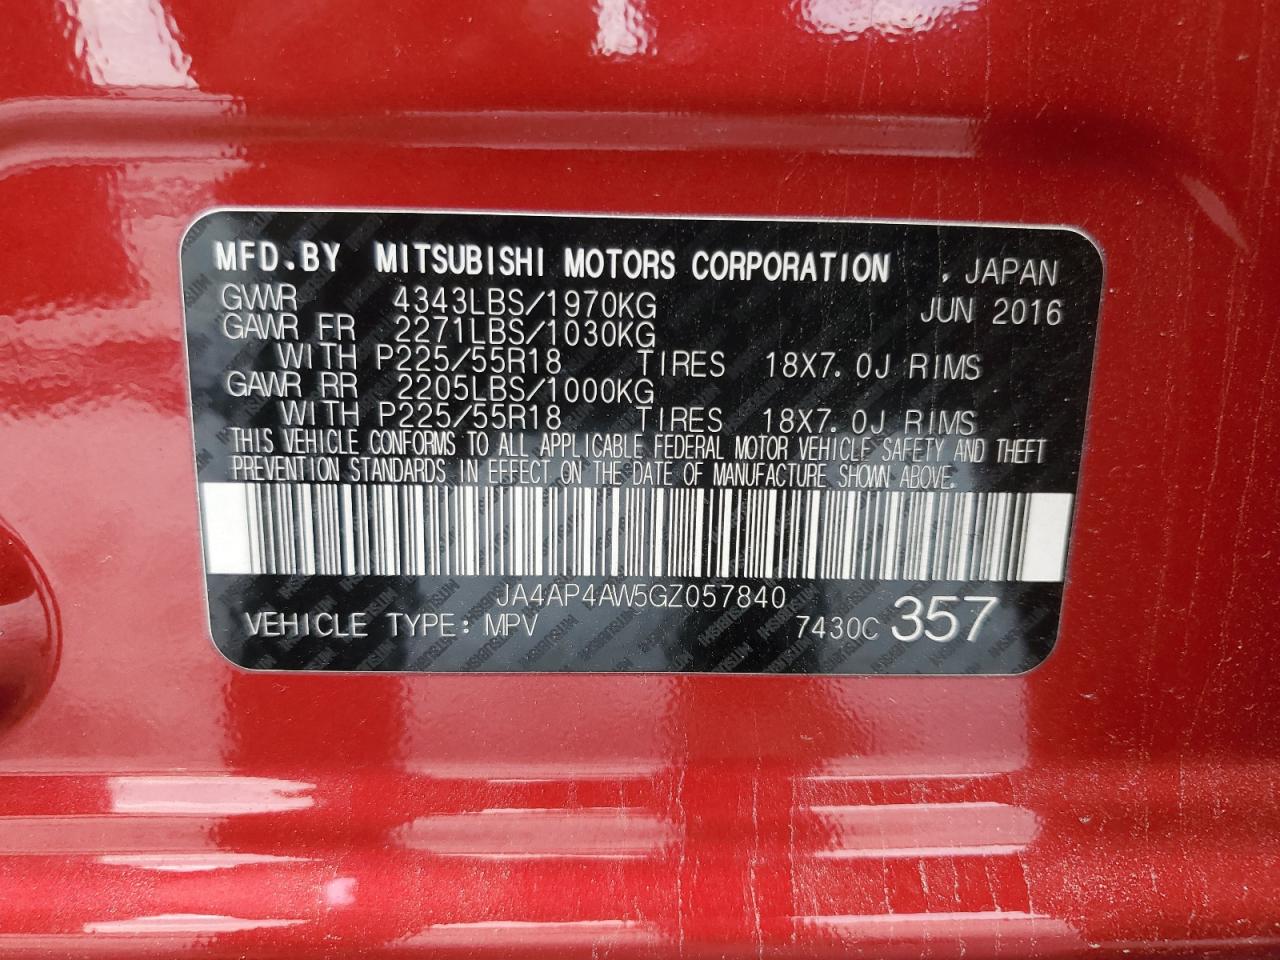 MFD.BY MITSUBISHI MOTORS CORPORATION , JAPAN
GVWR 4343LBS/1970KG JUN 2016
GAWR FR 2271LBS/1030KG
WITH P225/55R18 TIRES 18X7.0J RIMS
GAWR RR 2205LBS/1000KG
WITH P225/55R18 TIRES 18X7.0J RIMS
THIS VEHICLE CONFORMS TO ALL APPLICABLE FEDERAL MOTOR VEHICLE SAFETY AND THEFT
PREVENTION STANDARDS IN EFFECT ON THE DATE OF MANUFACTURE SHOWN ABOVE.
JA4AP4AW5GZ057840
VEHICLE TYPE: MPV 7430C 357